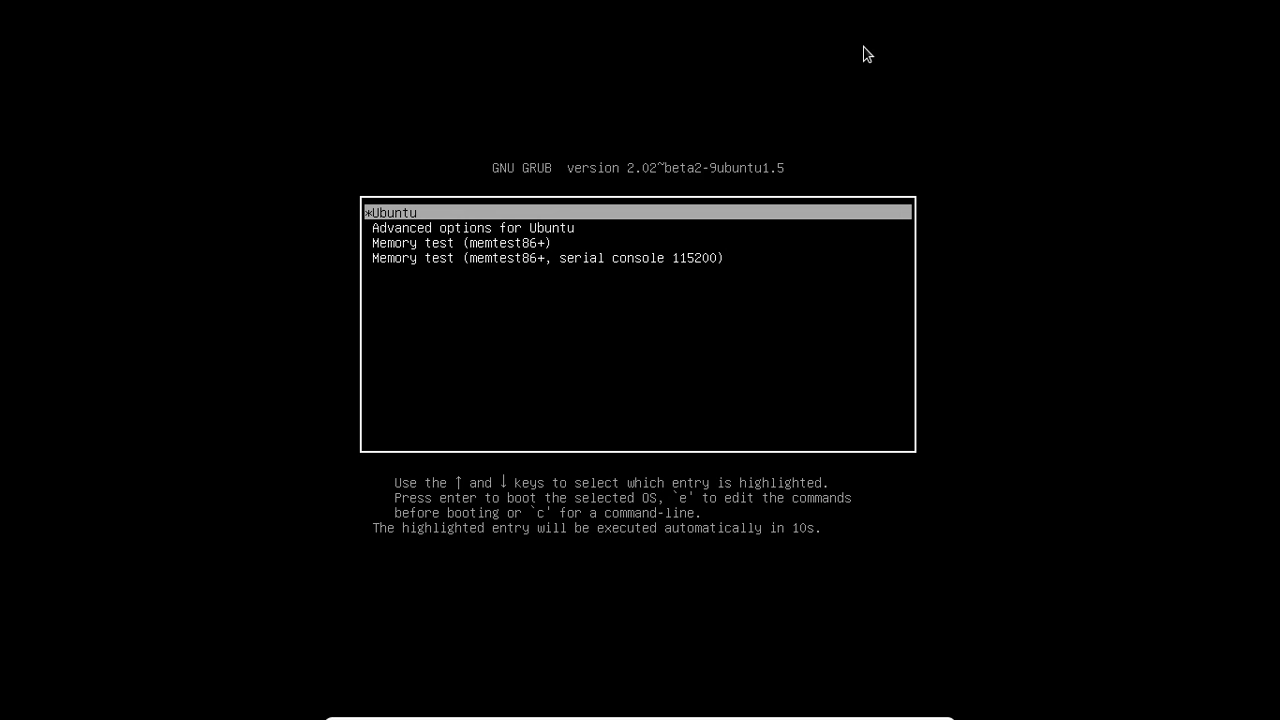 GNU GRUB  version 2.02~beta2-9ubuntu1.5
*Ubuntu
Advanced options for Ubuntu
Memory test (memtest86+)
Memory test (memtest86+, serial console 115200)
Use the ↑ and ↓ keys to select which entry is highlighted.
Press enter to boot the selected OS, `e' to edit the commands
before booting or `c' for a command-line.
The highlighted entry will be executed automatically in 10s.